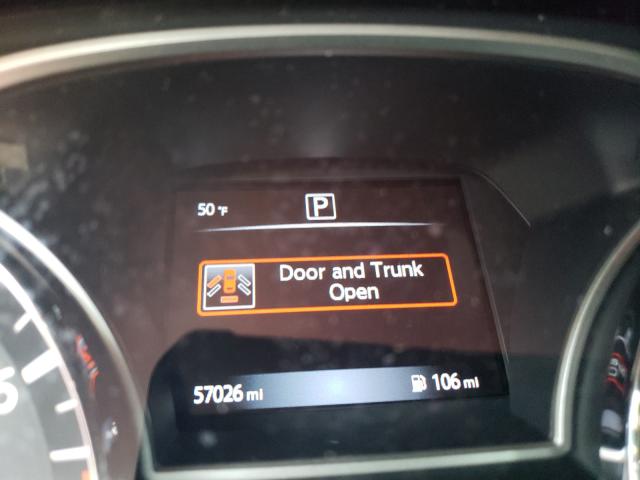 50 °F
P
Door and Trunk
Open
57026 mi
106 mi